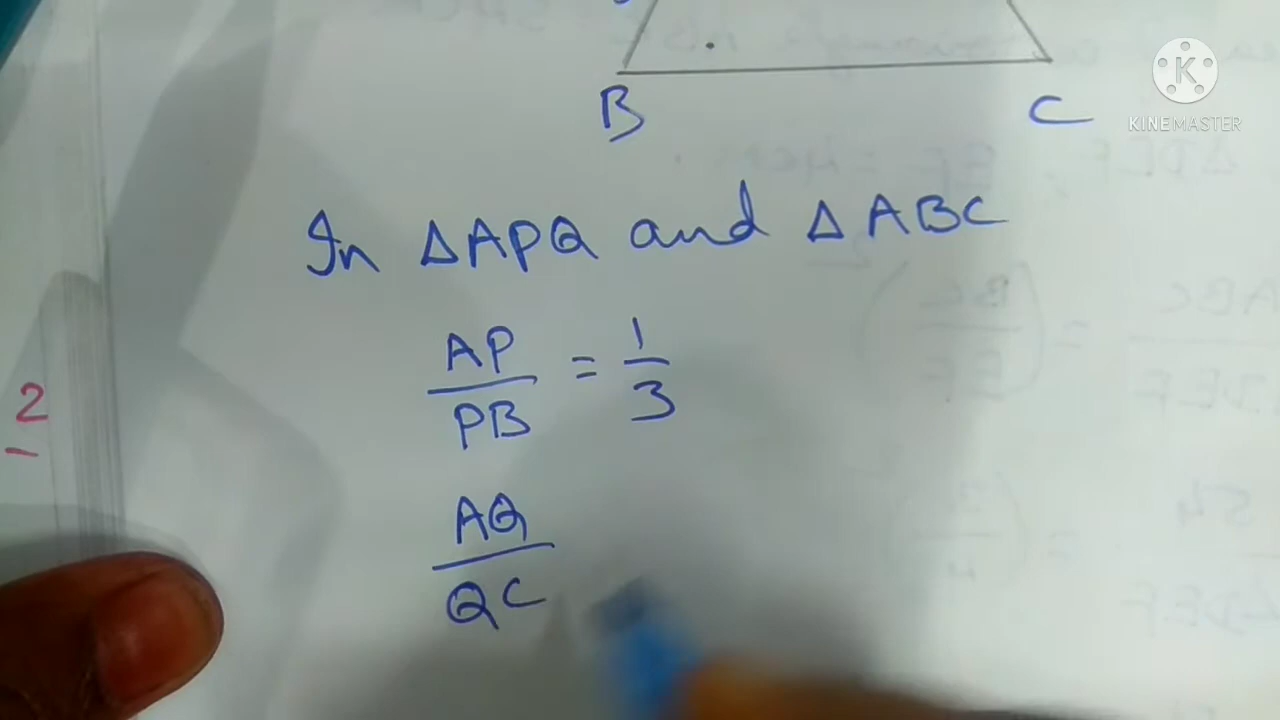 B
C
KINEMASTER
In ΔAPQ and ΔABC
AP/PB = 1/3
2
AQ/QC